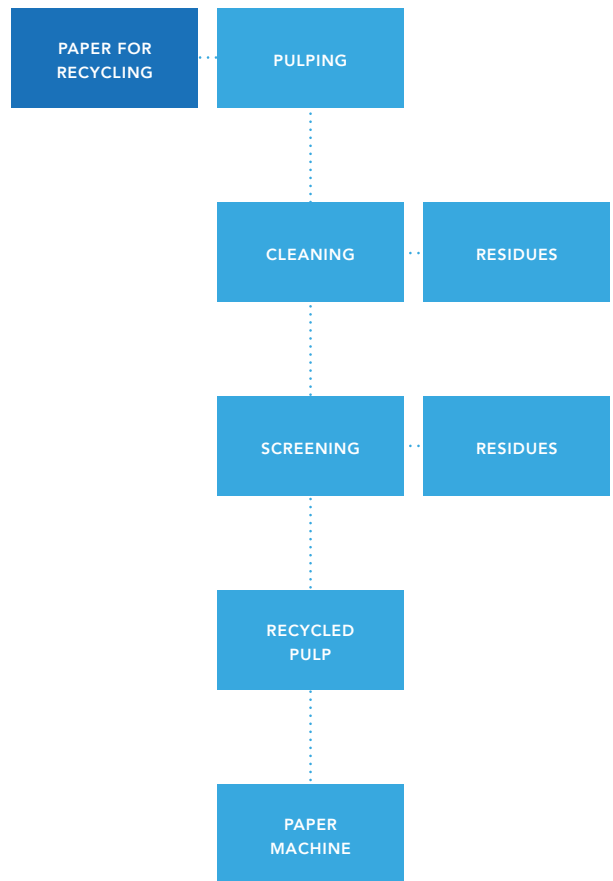 PAPER FOR
RECYCLING
PULPING
CLEANING
RESIDUES
SCREENING
RESIDUES
RECYCLED
PULP
PAPER
MACHINE